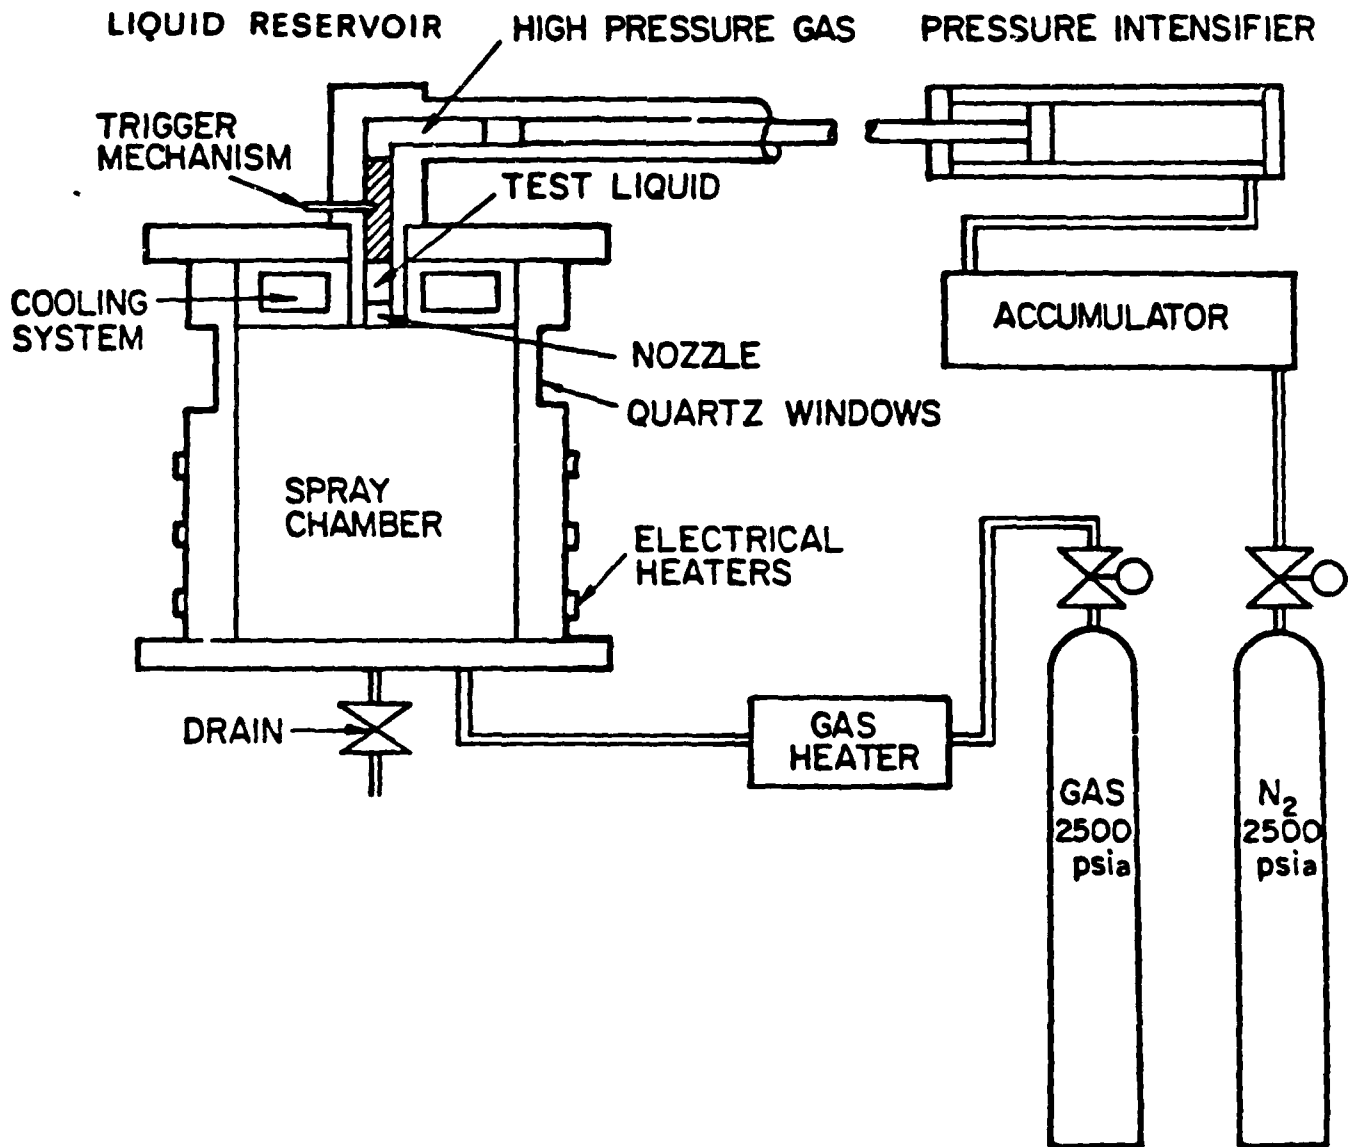 LIQUID RESERVOIR
HIGH PRESSURE GAS
PRESSURE INTENSIFIER
TRIGGER
MECHANISM
TEST LIQUID
COOLING
SYSTEM
ACCUMULATOR
NOZZLE
QUARTZ WINDOWS
SPRAY
CHAMBER
ELECTRICAL
HEATERS
DRAIN
GAS
HEATER
GAS
2500
psia
N₂
2500
psia